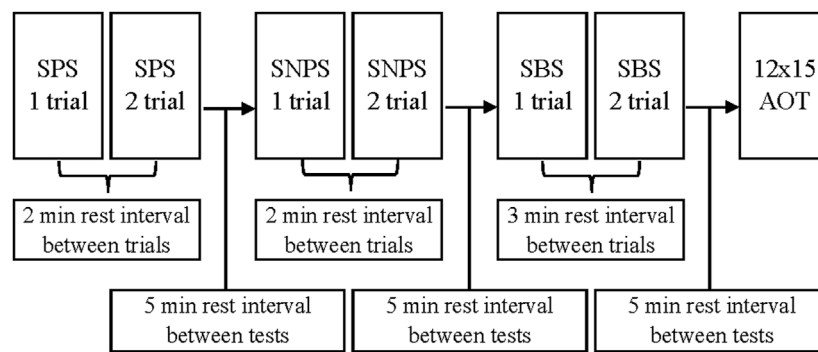 SPS
1 trial
SPS
2 trial
SNPS
1 trial
SNPS
2 trial
SBS
1 trial
SBS
2 trial
12x15
AOT
2 min rest interval
between trials
2 min rest interval
between trials
3 min rest interval
between trials
5 min rest interval
between tests
5 min rest interval
between tests
5 min rest interval
between tests